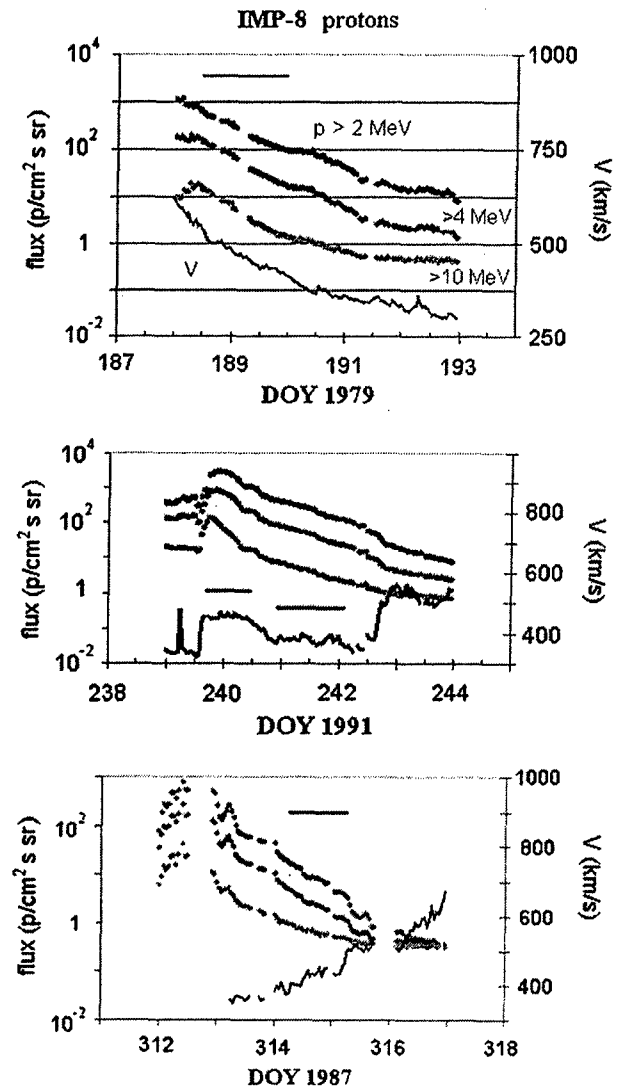 IMP-8 protons
10^4
10^2
1
10^-2
flux (p/cm^2 s sr)
1000
750
500
250
V (km/s)
p > 2 MeV
>4 MeV
>10 MeV
V
187 189 191 193
DOY 1979
10^4
10^2
1
10^-2
flux (p/cm^2 s sr)
800
600
400
V (km/s)
238 240 242 244
DOY 1991
10^2
1
10^-2
flux (p/cm^2 s sr)
1000
800
600
400
V (km/s)
312 314 316 318
DOY 1987